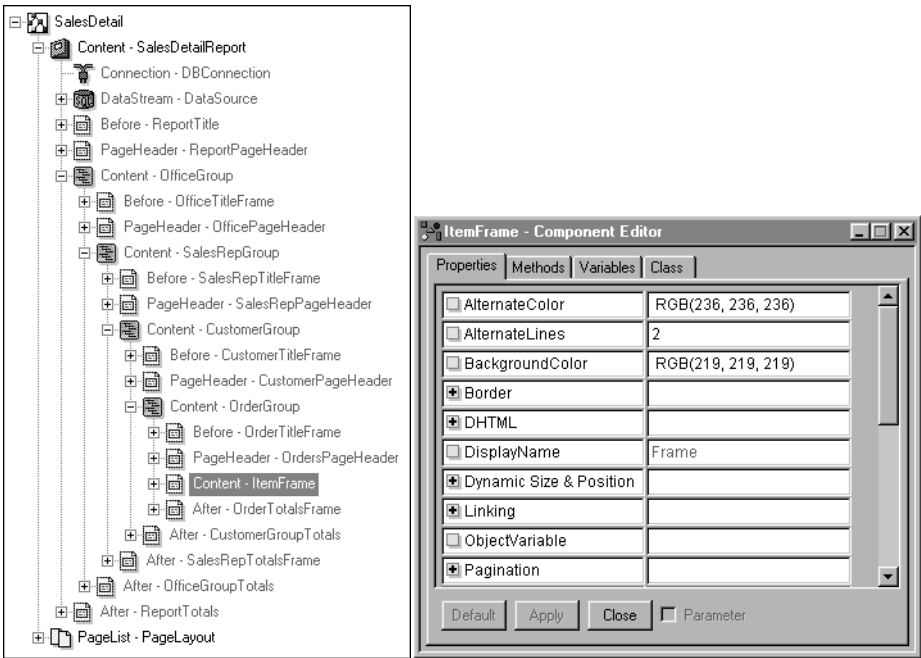 SalesDetail
Content - SalesDetailReport
Connection - DBConnection
SQL DataStream - DataSource
Before - ReportTitle
PageHeader - ReportPageHeader
Content - OfficeGroup
Before - OfficeTitleFrame
PageHeader - OfficePageHeader
Content - SalesRepGroup
Before - SalesRepTitleFrame
PageHeader - SalesRepPageHeader
Content - CustomerGroup
Before - CustomerTitleFrame
PageHeader - CustomerPageHeader
Content - OrderGroup
Before - OrderTitleFrame
PageHeader - OrdersPageHeader
Content - ItemFrame
After - OrderTotalsFrame
After - CustomerGroupTotals
After - SalesRepTotalsFrame
After - OfficeGroupTotals
After - ReportTotals
PageList - PageLayout
ItemFrame - Component Editor
Properties Methods Variables Class
AlternateColor RGB(236, 236, 236)
AlternateLines 2
BackgroundColor RGB(219, 219, 219)
Border
DHTML
DisplayName Frame
Dynamic Size & Position
Linking
ObjectVariable
Pagination
Default Apply Close Parameter